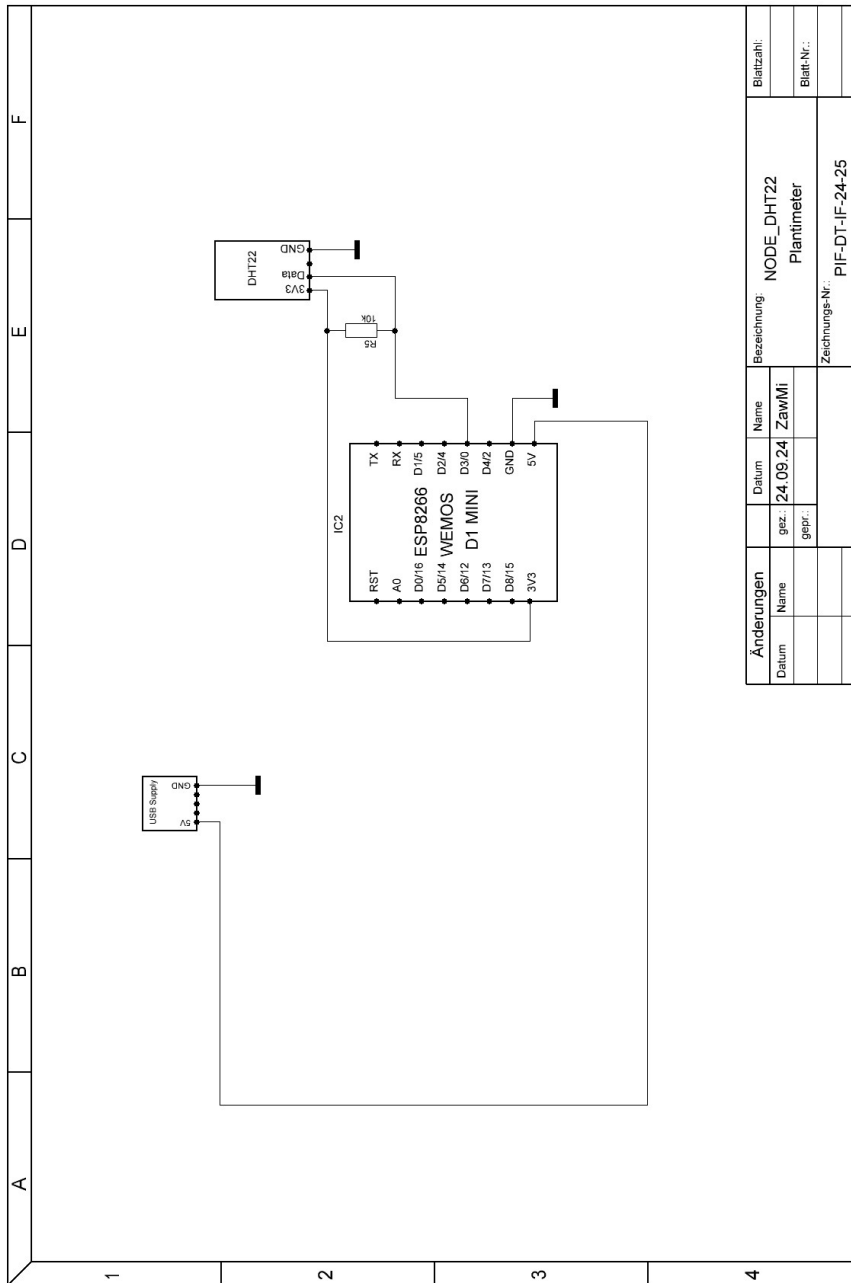 A
B
C
D
E
F
1
2
3
4
USB Supply
5V
GND
IC2
RST
A0
D0/16
D5/14
D6/12
D7/13
D8/15
3V3
ESP8266
WEMOS
D1 MINI
TX
RX
D1/5
D2/4
D3/0
D4/2
GND
5V
R5
10k
DHT22
3V3
Data
GND
Änderungen
Datum
Name
Datum
Name
gez.:
24.09.24
ZawMi
gepr.:
Bezeichnung:
NODE_DHT22
Plantimeter
Zeichnungs-Nr.:
PIF-DT-IF-24-25
Blattzahl:
Blatt-Nr.: